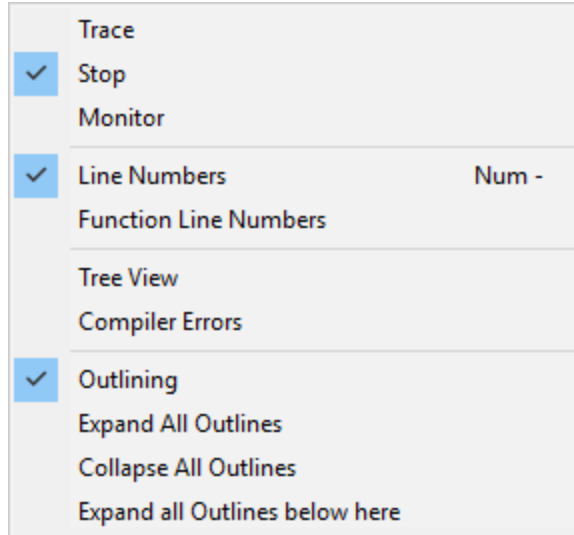 Trace
Stop
Monitor
Line Numbers Num -
Function Line Numbers
Tree View
Compiler Errors
Outlining
Expand All Outlines
Collapse All Outlines
Expand all Outlines below here